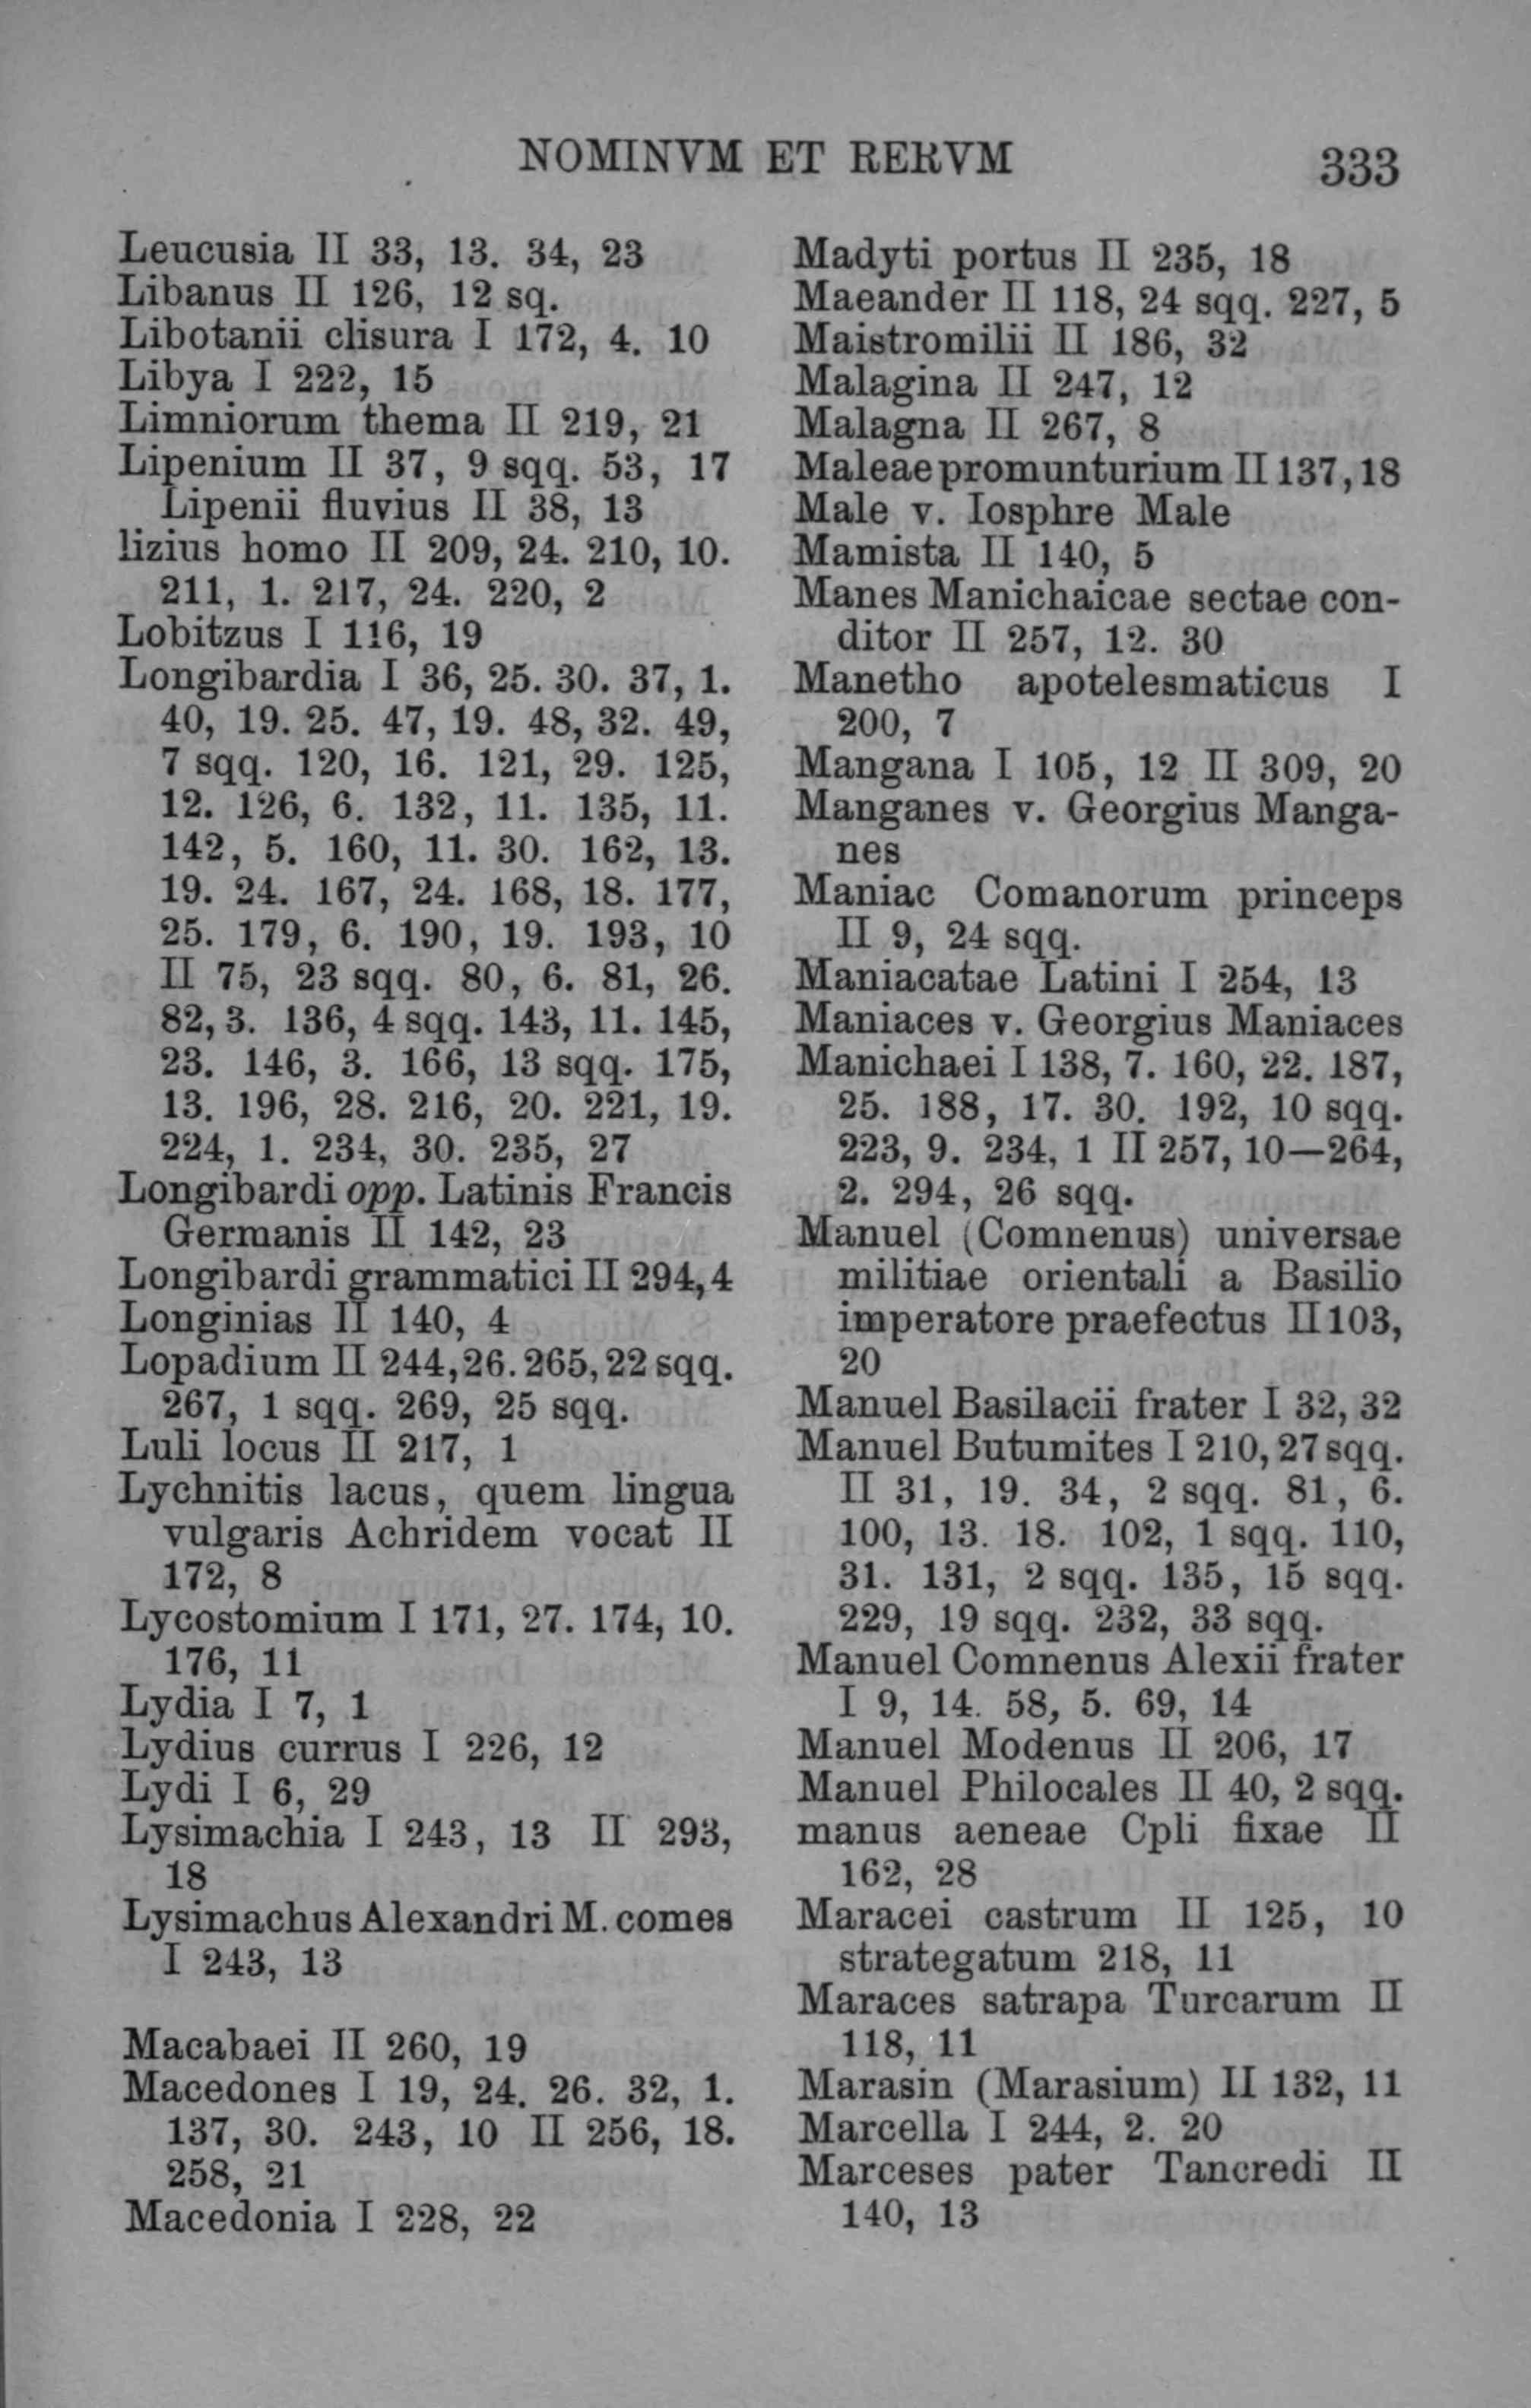 NOMINVM ET RERVM
333
Leucusia II 33, 13. 34, 23
Libanus II 126, 12 sq.
Libotanii clisura I 172, 4. 10
Libya I 222, 15
Limniorum thema II 219, 21
Lipenium II 37, 9 sqq. 53, 17
Lipenii fluvius II 38, 13
lizius homo II 209, 24. 210, 10.
211, 1. 217, 24. 220, 2
Lobitzus I 116, 19
Longibardia I 36, 25. 30. 37, 1.
40, 19. 25. 47, 19. 48, 32. 49,
7 sqq. 120, 16. 121, 29. 125,
12. 126, 6. 132, 11. 135, 11.
142, 5. 160, 11. 30. 162, 13.
19. 24. 167, 24. 168, 18. 177,
25. 179, 6. 190, 19. 193, 10
II 75, 23 sqq. 80, 6. 81, 26.
82, 3. 136, 4 sqq. 143, 11. 145,
23. 146, 3. 166, 13 sqq. 175,
13. 196, 28. 216, 20. 221, 19.
224, 1. 234, 30. 235, 27
Longibardi opp. Latinis Francis
Germanis II 142, 23
Longibardi grammatici II 294, 4
Longinias II 140, 4
Lopadium II 244, 26. 265, 22 sqq.
267, 1 sqq. 269, 25 sqq.
Luli locus II 217, 1
Lychnitis lacus, quem lingua
vulgaris Achridem vocat II
172, 8
Lycostomium I 171, 27. 174, 10.
176, 11
Lydia I 7, 1
Lydius currus I 226, 12
Lydi I 6, 29
Lysimachia I 243, 13 II 293,
18
Lysimachus Alexandri M. comes
I 243, 13
Macabaei II 260, 19
Macedones I 19, 24. 26. 32, 1.
137, 30. 243, 10 II 256, 18.
258, 21
Macedonia I 228, 22
Madyti portus II 235, 18
Maeander II 118, 24 sqq. 227, 5
Maistromilii II 186, 32
Malagina II 247, 12
Malagna II 267, 8
Maleae promunturium II 137, 18
Male v. Iosphre Male
Mamista II 140, 5
Manes Manichaicae sectae con-
ditor II 257, 12. 30
Manetho apotelesmaticus I
200, 7
Mangana I 105, 12 II 309, 20
Manganes v. Georgius Manga-
nes
Maniac Comanorum princeps
II 9, 24 sqq.
Maniacatae Latini I 254, 13
Maniaces v. Georgius Maniaces
Manichaei I 138, 7. 160, 22. 187,
25. 188, 17. 30. 192, 10 sqq.
223, 9. 234, 1 II 257, 10—264,
2. 294, 26 sqq.
Manuel (Comnenus) universae
militiae orientali a Basilio
imperatore praefectus II 103,
20
Manuel Basilacii frater I 32, 32
Manuel Butumites I 210, 27 sqq.
II 31, 19. 34, 2 sqq. 81, 6.
100, 13. 18. 102, 1 sqq. 110,
31. 131, 2 sqq. 135, 15 sqq.
229, 19 sqq. 232, 33 sqq.
Manuel Comnenus Alexii frater
I 9, 14. 58, 5. 69, 14
Manuel Modenus II 206, 17
Manuel Philocales II 40, 2 sqq.
manus aeneae Cpli fixae II
162, 28
Maracei castrum II 125, 10
strategatum 218, 11
Maraces satrapa Turcarum II
118, 11
Marasin (Marasium) II 132, 11
Marcella I 244, 2. 20
Marceses pater Tancredi II
140, 13